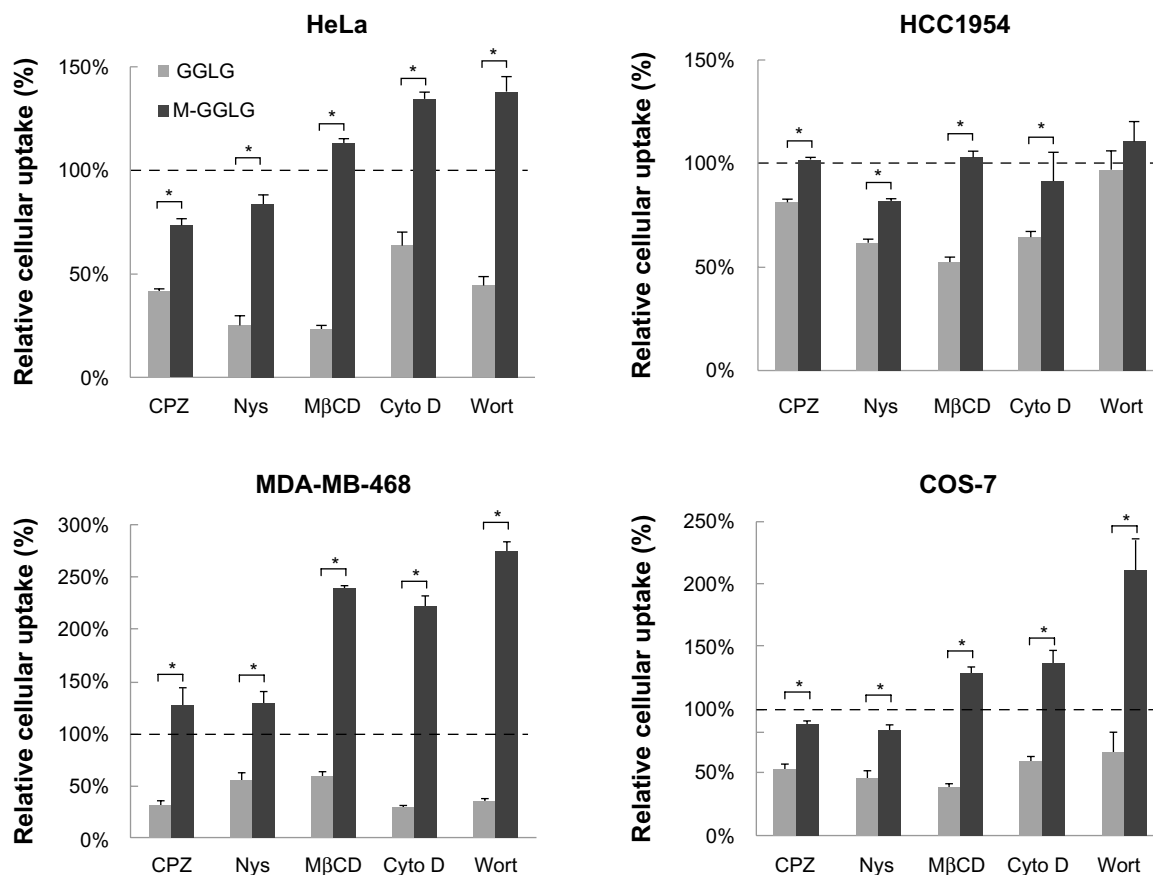 HeLa
Relative cellular uptake (%)
150%
100%
50%
0%
GGLG
M-GGLG
* * * * *
CPZ Nys MβCD Cyto D Wort
HCC1954
Relative cellular uptake (%)
150%
100%
50%
0%
* * * *
CPZ Nys MβCD Cyto D Wort
MDA-MB-468
Relative cellular uptake (%)
300%
250%
200%
150%
100%
50%
0%
* * * * *
CPZ Nys MβCD Cyto D Wort
COS-7
Relative cellular uptake (%)
250%
200%
150%
100%
50%
0%
* * * * *
CPZ Nys MβCD Cyto D Wort